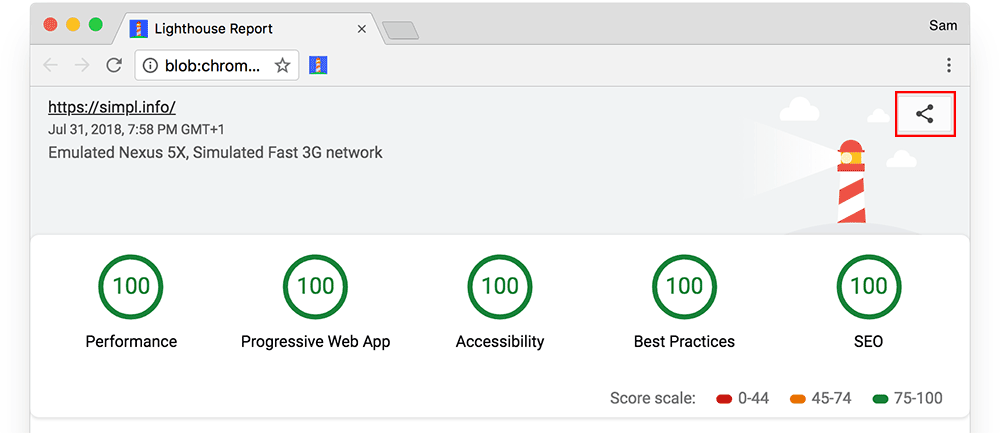 Lighthouse Report
Sam
blob:chrom...
https://simpl.info/
Jul 31, 2018, 7:58 PM GMT+1
Emulated Nexus 5X, Simulated Fast 3G network
100 100 100 100 100
Performance Progressive Web App Accessibility Best Practices SEO
Score scale: 0-44 45-74 75-100